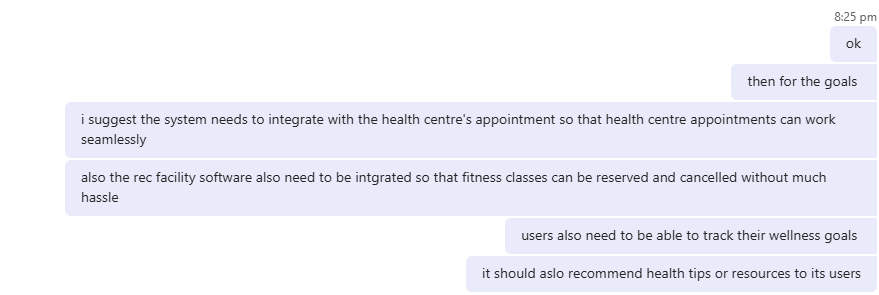 8:25 pm
ok
then for the goals
i suggest the system needs to integrate with the health centre's appointment so that health centre appointments can work
seamlessly
also the rec facility software also need to be intgrated so that fitness classes can be reserved and cancelled without much
hassle
users also need to be able to track their wellness goals
it should aslo recommend health tips or resources to its users